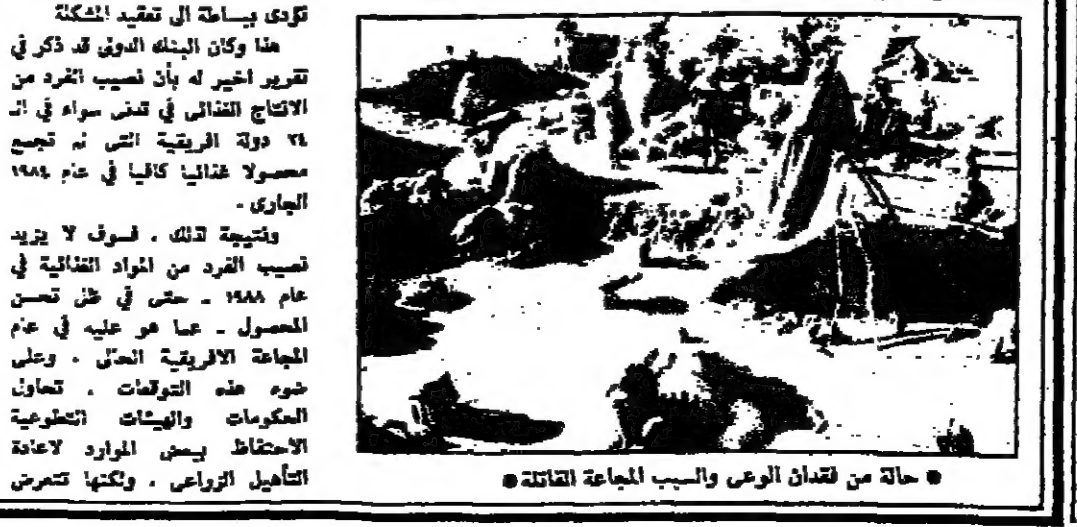 تؤدى ببساطة الى تعقيد المشكلة
هذا وكان البنك الدولى قد ذكر في
تقرير اخير له بأن نصيب الفرد من
الانتاج الغذائى في تدنى سواء في الـ
٢٤ دولة افريقية التى لم تجمع
محصولا غذائيا كافيا في عام ١٩٨٤
الجارى .
ونتيجة لذلك ، فسوف لا يزيد
نصيب الفرد من المواد الغذائية في
عام ١٩٨٨ ـ حتى في ظل تحسن
المحصول ـ عما هو عليه في عام
المجاعة الافريقية الحالى . وعلى
ضوء هذه التوقعات ، تحاول
الحكومات والهيئات التطوعية
الاحتفاظ ببعض الموارد لاعادة
التأهيل الزراعى ، ولكنها تتعرض
● حالة من فقدان الوعى والسبب المجاعة القاتلة ●